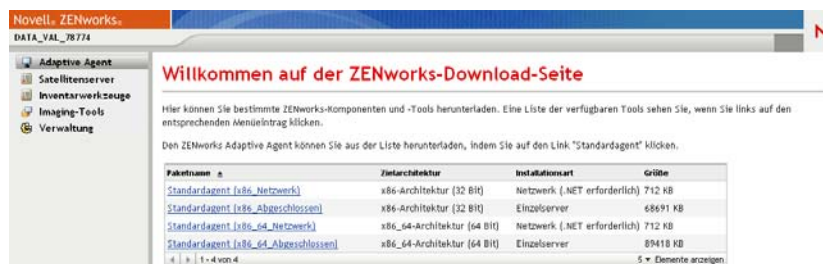 Novell® ZENworks®
DATA_VAL_78774
N
Adaptive Agent
Satellitenserver
Inventarwerkzeuge
Imaging-Tools
Verwaltung
Willkommen auf der ZENworks-Download-Seite
Hier können Sie bestimmte ZENworks-Komponenten und -Tools herunterladen. Eine Liste der verfügbaren Tools sehen Sie, wenn Sie links auf den
entsprechenden Menüeintrag klicken.
Den ZENworks Adaptive Agent können Sie aus der Liste herunterladen, indem Sie auf den Link "Standardagent" klicken.
Paketname Zielarchitektur Installationsart Größe
Standardagent (x86_Netzwerk) x86-Architektur (32 Bit) Netzwerk (.NET erforderlich) 712 KB
Standardagent (x86_Abgeschlossen) x86-Architektur (32 Bit) Einzelserver 68691 KB
Standardagent (x86_64_Netzwerk) x86_64-Architektur (64 Bit) Netzwerk (.NET erforderlich) 712 KB
Standardagent (x86_64_Abgeschlossen) x86_64-Architektur (64 Bit) Einzelserver 89418 KB
1 - 4 von 4 5 Elemente anzeigen